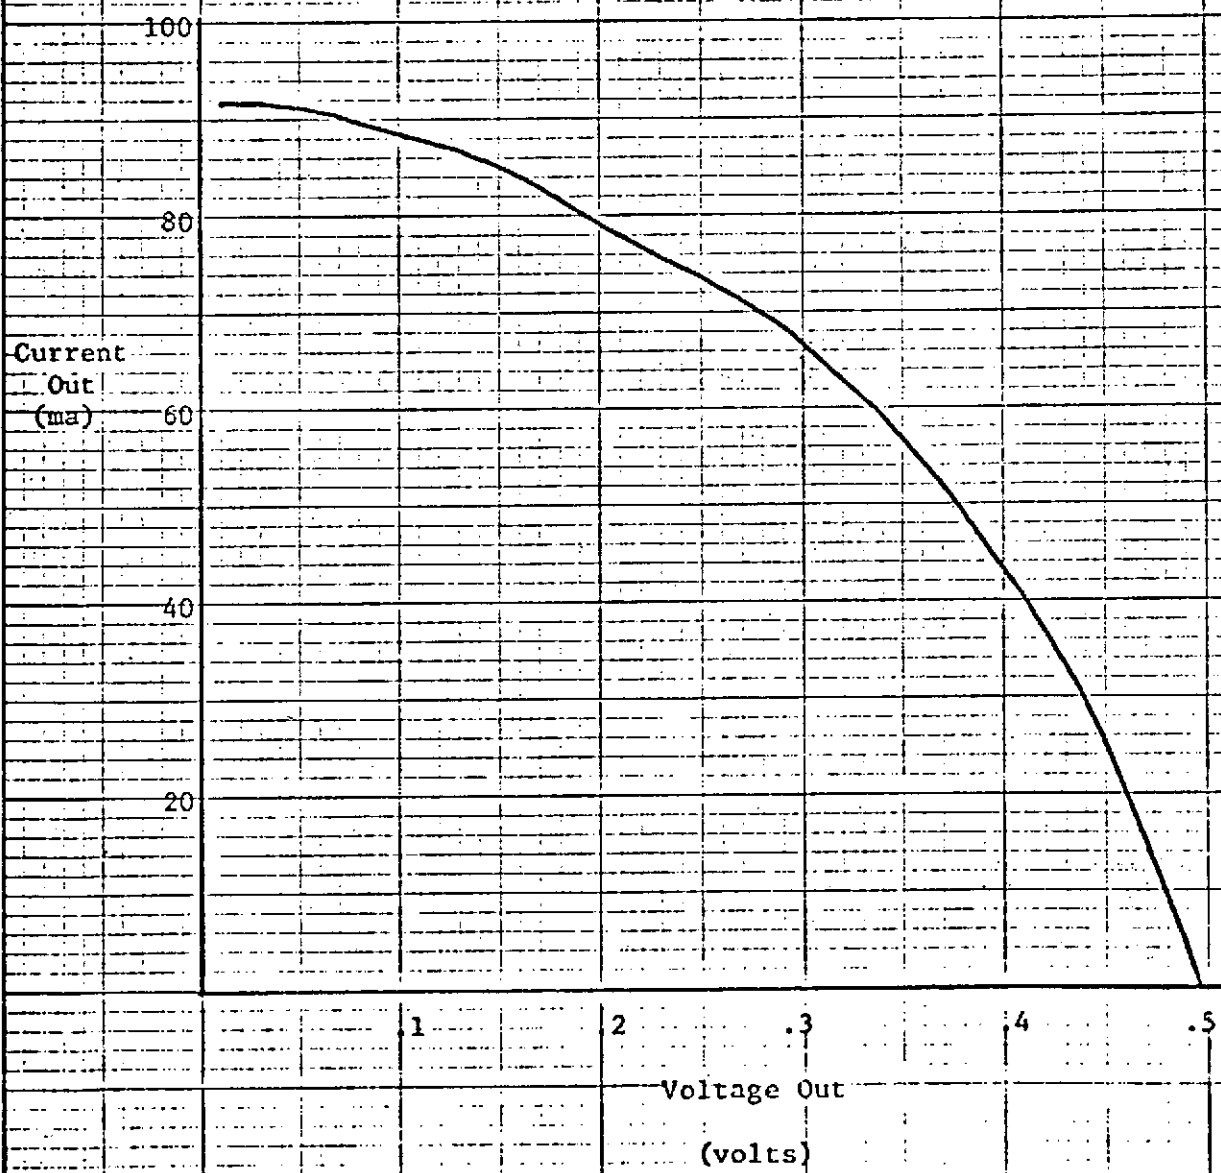 100
80
Current
Out
(ma)
60
40
20
.1 .2 .3 .4 .5
Voltage Out
(volts)